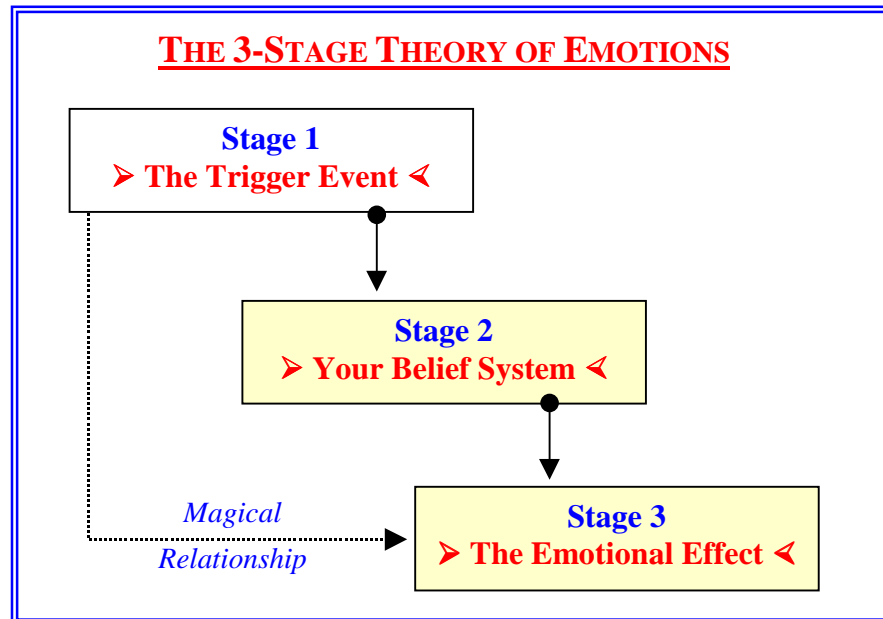 THE 3-STAGE THEORY OF EMOTIONS
Stage 1
➢ The Trigger Event ⮘
Stage 2
➢ Your Belief System ⮘
Magical
Relationship
Stage 3
➢ The Emotional Effect ⮘